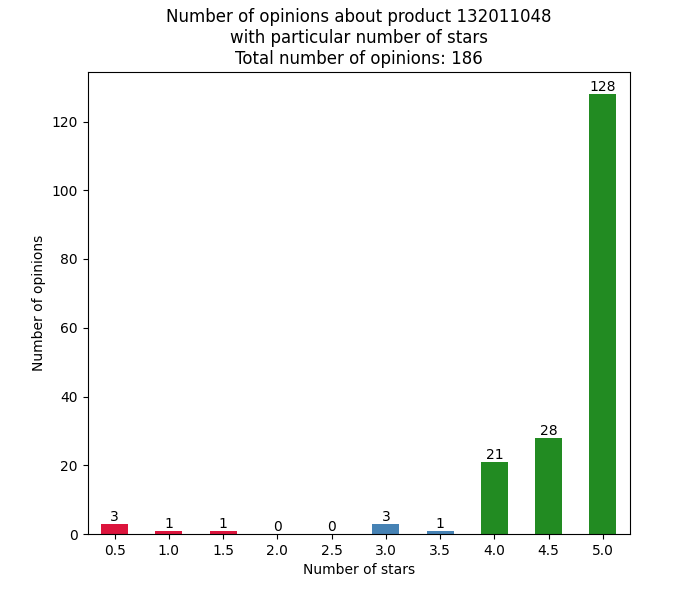 Number of opinions about product 132011048
with particular number of stars
Total number of opinions: 186
Number of opinions
120
100
80
60
40
20
0
3
1
1
0
0
3
1
21
28
128
0.5 1.0 1.5 2.0 2.5 3.0 3.5 4.0 4.5 5.0
Number of stars